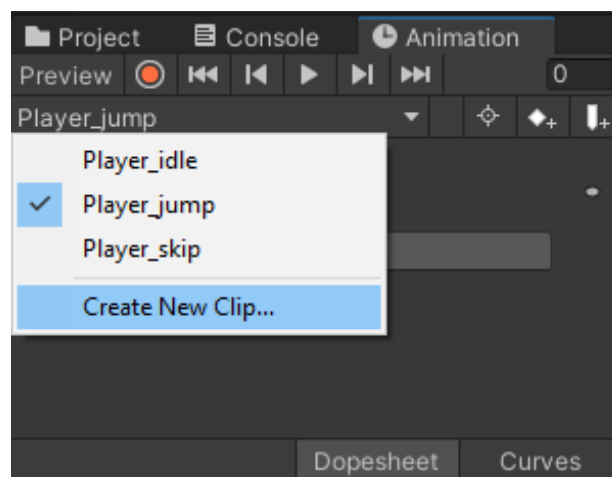 Project Console Animation
Preview 0
Player_jump
Player_idle
Player_jump
Player_skip
Create New Clip...
Dopesheet Curves